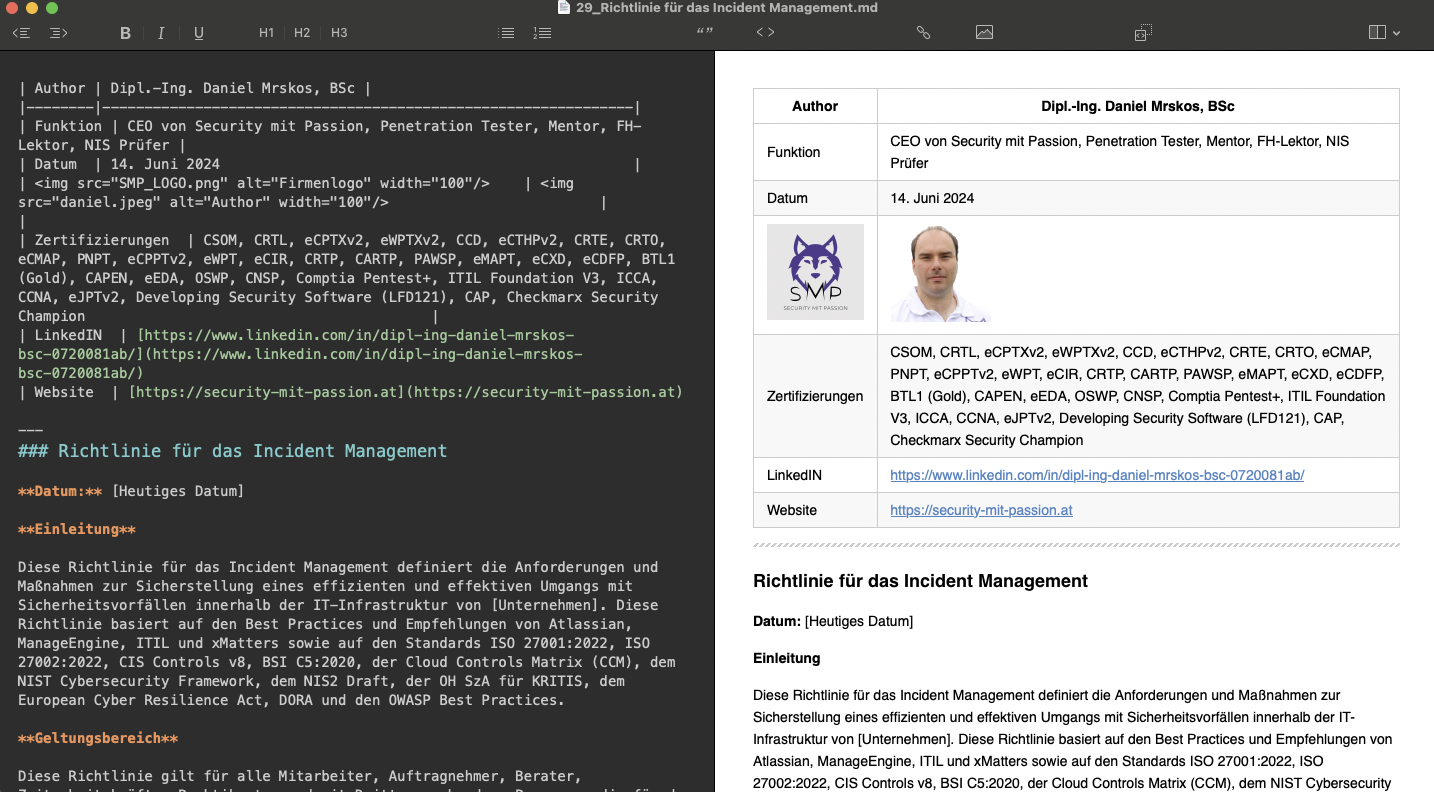 29_Richtlinie für das Incident Management.md
B I U H1 H2 H3 “” <>
| Author | Dipl.-Ing. Daniel Mrskos, BSc |
|--------|---------------------------------------------------------------|
| Funktion | CEO von Security mit Passion, Penetration Tester, Mentor, FH-
Lektor, NIS Prüfer |
| Datum | 14. Juni 2024 |
| <img src="SMP_LOGO.png" alt="Firmenlogo" width="100"/> | <img
src="daniel.jpeg" alt="Author" width="100"/> |
|
| Zertifizierungen | CSOM, CRTL, eCPTXv2, eWPTXv2, CCD, eCTHPv2, CRTE, CRTO,
eCMAP, PNPT, eCPPTv2, eWPT, eCIR, CRTP, CARTP, PAWSP, eMAPT, eCXD, eCDFP, BTL1
(Gold), CAPEN, eEDA, OSWP, CNSP, Comptia Pentest+, ITIL Foundation V3, ICCA,
CCNA, eJPTv2, Developing Security Software (LFD121), CAP, Checkmarx Security
Champion |
| LinkedIN | [https://www.linkedin.com/in/dipl-ing-daniel-mrskos-
bsc-0720081ab/](https://www.linkedin.com/in/dipl-ing-daniel-mrskos-
bsc-0720081ab/)
| Website | [https://security-mit-passion.at](https://security-mit-passion.at)
---
### Richtlinie für das Incident Management
**Datum:** [Heutiges Datum]
**Einleitung**
Diese Richtlinie für das Incident Management definiert die Anforderungen und
Maßnahmen zur Sicherstellung eines effizienten und effektiven Umgangs mit
Sicherheitsvorfällen innerhalb der IT-Infrastruktur von [Unternehmen]. Diese
Richtlinie basiert auf den Best Practices und Empfehlungen von Atlassian,
ManageEngine, ITIL und xMatters sowie auf den Standards ISO 27001:2022, ISO
27002:2022, CIS Controls v8, BSI C5:2020, der Cloud Controls Matrix (CCM), dem
NIST Cybersecurity Framework, dem NIS2 Draft, der OH SzA für KRITIS, dem
European Cyber Resilience Act, DORA und den OWASP Best Practices.
**Geltungsbereich**
Diese Richtlinie gilt für alle Mitarbeiter, Auftragnehmer, Berater,
Author Dipl.-Ing. Daniel Mrskos, BSc
Funktion CEO von Security mit Passion, Penetration Tester, Mentor, FH-Lektor, NIS
Prüfer
Datum 14. Juni 2024
SMP
SECURITY MIT PASSION
CSOM, CRTL, eCPTXv2, eWPTXv2, CCD, eCTHPv2, CRTE, CRTO, eCMAP,
PNPT, eCPPTv2, eWPT, eCIR, CRTP, CARTP, PAWSP, eMAPT, eCXD, eCDFP,
Zertifizierungen BTL1 (Gold), CAPEN, eEDA, OSWP, CNSP, Comptia Pentest+, ITIL Foundation
V3, ICCA, CCNA, eJPTv2, Developing Security Software (LFD121), CAP,
Checkmarx Security Champion
LinkedIN https://www.linkedin.com/in/dipl-ing-daniel-mrskos-bsc-0720081ab/
Website https://security-mit-passion.at
Richtlinie für das Incident Management
Datum: [Heutiges Datum]
Einleitung
Diese Richtlinie für das Incident Management definiert die Anforderungen und Maßnahmen zur
Sicherstellung eines effizienten und effektiven Umgangs mit Sicherheitsvorfällen innerhalb der IT-
Infrastruktur von [Unternehmen]. Diese Richtlinie basiert auf den Best Practices und Empfehlungen von
Atlassian, ManageEngine, ITIL und xMatters sowie auf den Standards ISO 27001:2022, ISO
27002:2022, CIS Controls v8, BSI C5:2020, der Cloud Controls Matrix (CCM), dem NIST Cybersecurity